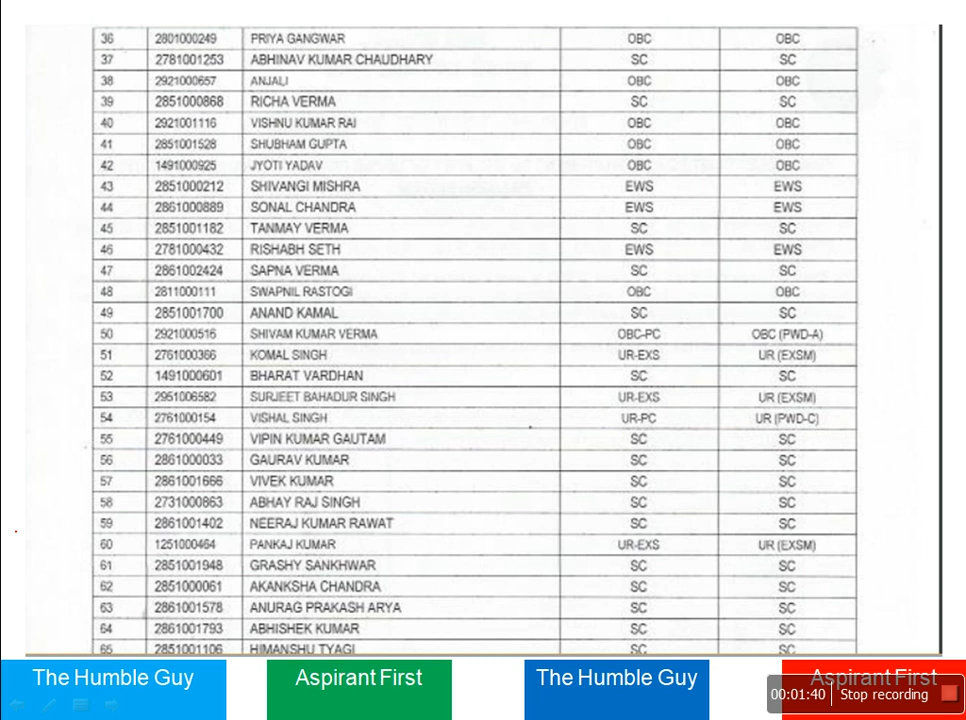 36 2801000249 PRIYA GANGWAR OBC OBC
37 2781001253 ABHINAV KUMAR CHAUDHARY SC SC
38 2921000657 ANJALI OBC OBC
39 2851000868 RICHA VERMA SC SC
40 2921001116 VISHNU KUMAR RAI OBC OBC
41 2851001528 SHUBHAM GUPTA OBC OBC
42 1491000925 JYOTI YADAV OBC OBC
43 2851000212 SHIVANGI MISHRA EWS EWS
44 2861000889 SONAL CHANDRA EWS EWS
45 2851001182 TANMAY VERMA SC SC
46 2781000432 RISHABH SETH EWS EWS
47 2861002424 SAPNA VERMA SC SC
48 2811000111 SWAPNIL RASTOGI OBC OBC
49 2851001700 ANAND KAMAL SC SC
50 2921000516 SHIVAM KUMAR VERMA OBC-PC OBC (PWD-A)
51 2761000366 KOMAL SINGH UR-EXS UR (EXSM)
52 1491000601 BHARAT VARDHAN SC SC
53 2951006582 SURJEET BAHADUR SINGH UR-EXS UR (EXSM)
54 2761000154 VISHAL SINGH UR-PC UR (PWD-C)
55 2761000449 VIPIN KUMAR GAUTAM SC SC
56 2861000033 GAURAV KUMAR SC SC
57 2861001666 VIVEK KUMAR SC SC
58 2731000863 ABHAY RAJ SINGH SC SC
59 2861001402 NEERAJ KUMAR RAWAT SC SC
60 1251000464 PANKAJ KUMAR UR-EXS UR (EXSM)
61 2851001948 GRASHY SANKHWAR SC SC
62 2851000061 AKANKSHA CHANDRA SC SC
63 2861001578 ANURAG PRAKASH ARYA SC SC
64 2861001793 ABHISHEK KUMAR SC SC
65 2851001106 HIMANSHU TYAGI SC SC
The Humble Guy Aspirant First The Humble Guy Aspirant First
00:01:40 Stop recording